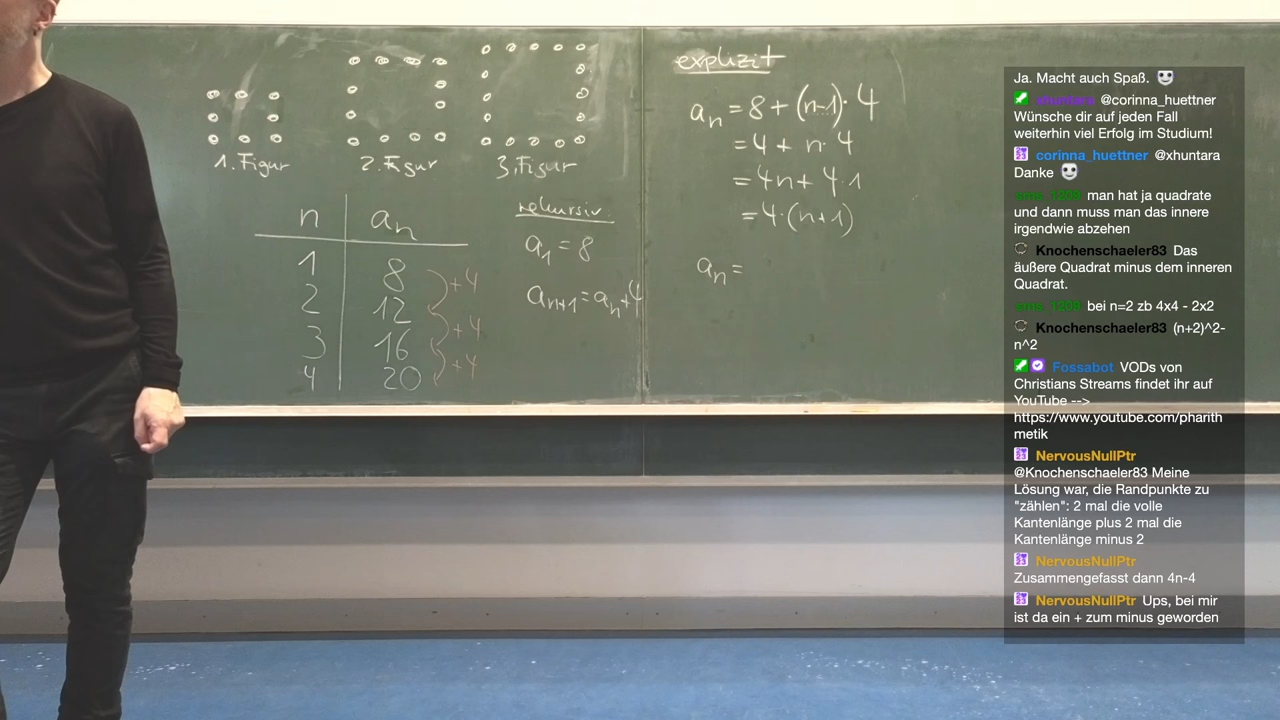 1. Figur
2. Figur
3. Figur
n aₙ
1 8
2 12
3 16
4 20
+4
+4
+4
rekursiv
a₁ = 8
aₙ₊₁ = aₙ + 4
explizit
aₙ = 8 + (n-1) · 4
= 4 + n · 4
= 4n + 4 · 1
= 4 · (n+1)
aₙ =
Ja. Macht auch Spaß.
xhuntara @corinna_huettner
Wünsche dir auf jeden Fall
weiterhin viel Erfolg im Studium!
corinna_huettner @xhuntara
Danke
man hat ja quadrate
und dann muss man das innere
irgendwie abzehen
Knochenschaeler83 Das
äußere Quadrat minus dem inneren
Quadrat.
bei n=2 zb 4x4 - 2x2
Knochenschaeler83 (n+2)^2-
n^2
Fossabot VODs von
Christians Streams findet ihr auf
YouTube -->
https://www.youtube.com/pharith
metik
NervousNullPtr
@Knochenschaeler83 Meine
Lösung war, die Randpunkte zu
"zählen": 2 mal die volle
Kantenlänge plus 2 mal die
Kantenlänge minus 2
NervousNullPtr
Zusammengefasst dann 4n-4
NervousNullPtr Ups, bei mir
ist da ein + zum minus geworden